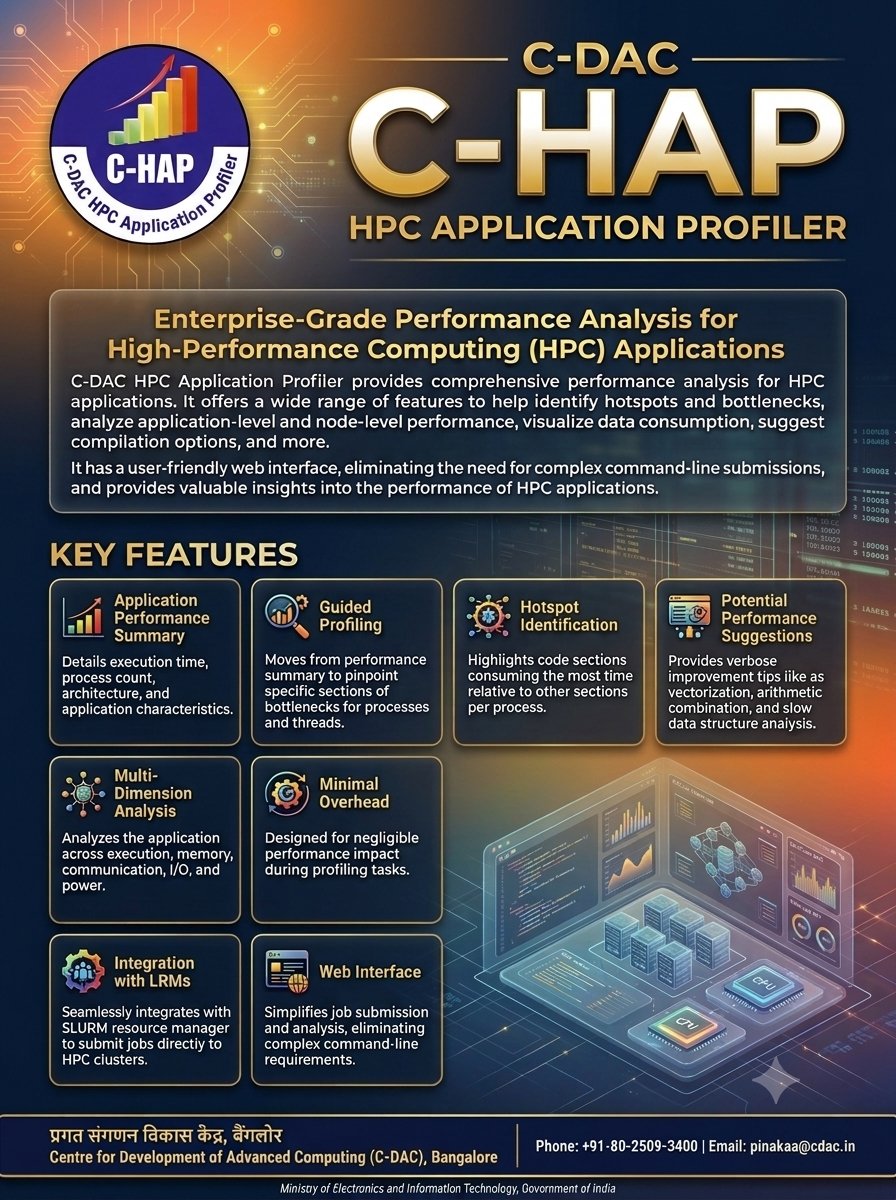 C-HAP
C-DAC HPC Application Profiler
C-DAC
C-HAP
HPC APPLICATION PROFILER
Enterprise-Grade Performance Analysis for
High-Performance Computing (HPC) Applications
C-DAC HPC Application Profiler provides comprehensive performance analysis for HPC
applications. It offers a wide range of features to help identify hotspots and bottlenecks,
analyze application-level and node-level performance, visualize data consumption, suggest
compilation options, and more.
It has a user-friendly web interface, eliminating the need for complex command-line submissions,
and provides valuable insights into the performance of HPC applications.
KEY FEATURES
Application
Performance
Summary
Details execution time,
process count,
architecture, and
application characteristics.
Guided
Profiling
Moves from performance
summary to pinpoint
specific sections of
bottlenecks for processes
and threads.
Hotspot
Identification
Highlights code sections
consuming the most time
relative to other sections
per process.
Potential
Performance
Suggestions
Provides verbose
improvement tips like as
vectorization, arithmetic
combination, and slow
data structure anaiysis.
Multi-
Dimension
Analysis
Analyzes the application
across execution, memory,
communication, I/O, and
power.
Minimal
Overhead
Designed for negligible
performance impact
during profiling tasks.
Integration
with LRMs
Seamlessly integrates with
SLURM resource manager
to submit jobs directly to
HPC clusters.
Web Interface
Simplifies job submission
and analysis, eliminating
complex command-line
requirements.
प्रगत संगणन विकास केंद्र, बैंगलोर
Centre for Development of Advanced Computing (C-DAC), Bangalore
Phone: +91-80-2509-3400 | Email: pinakaa@cdac.in
Ministry of Electronics and Information Technology, Government of india